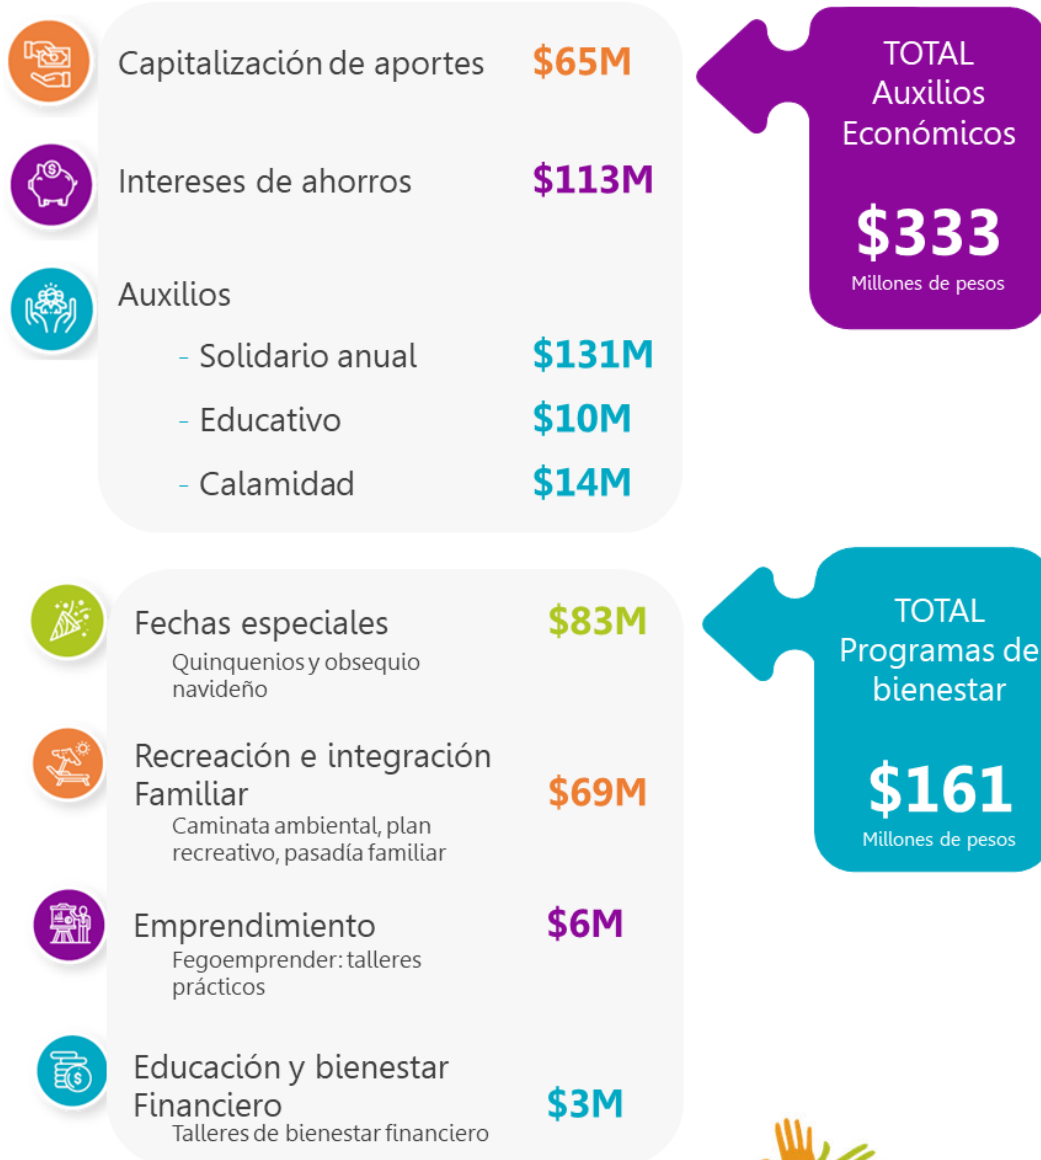 Capitalización de aportes $65M
Intereses de ahorros $113M
Auxilios
- Solidario anual $131M
- Educativo $10M
- Calamidad $14M
TOTAL
Auxilios
Económicos
$333
Millones de pesos
Fechas especiales $83M
Quinquenios y obsequio
navideño
Recreación e integración
Familiar $69M
Caminata ambiental, plan
recreativo, pasadía familiar
Emprendimiento $6M
Fegoemprender: talleres
prácticos
Educación y bienestar
Financiero $3M
Talleres de bienestar financiero
TOTAL
Programas de
bienestar
$161
Millones de pesos